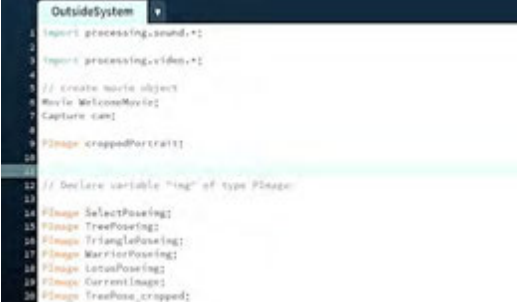 OutsideSystem
1 import processing.sound.*;
2
3 import processing.video.*;
4
5 // create movie object
6 Movie WelcomeMovie;
7 Capture cam;
8
9 PImage croppedPortrait;
10
11
12 // Declare variable "img" of type PImage
13
14 PImage SelectPoseimg;
15 PImage TreePoseimg;
16 PImage TrianglePoseimg;
17 PImage WarriorPoseimg;
18 PImage LotusPoseimg;
19 PImage CurrentImage;
20 PImage TreePose_cropped;